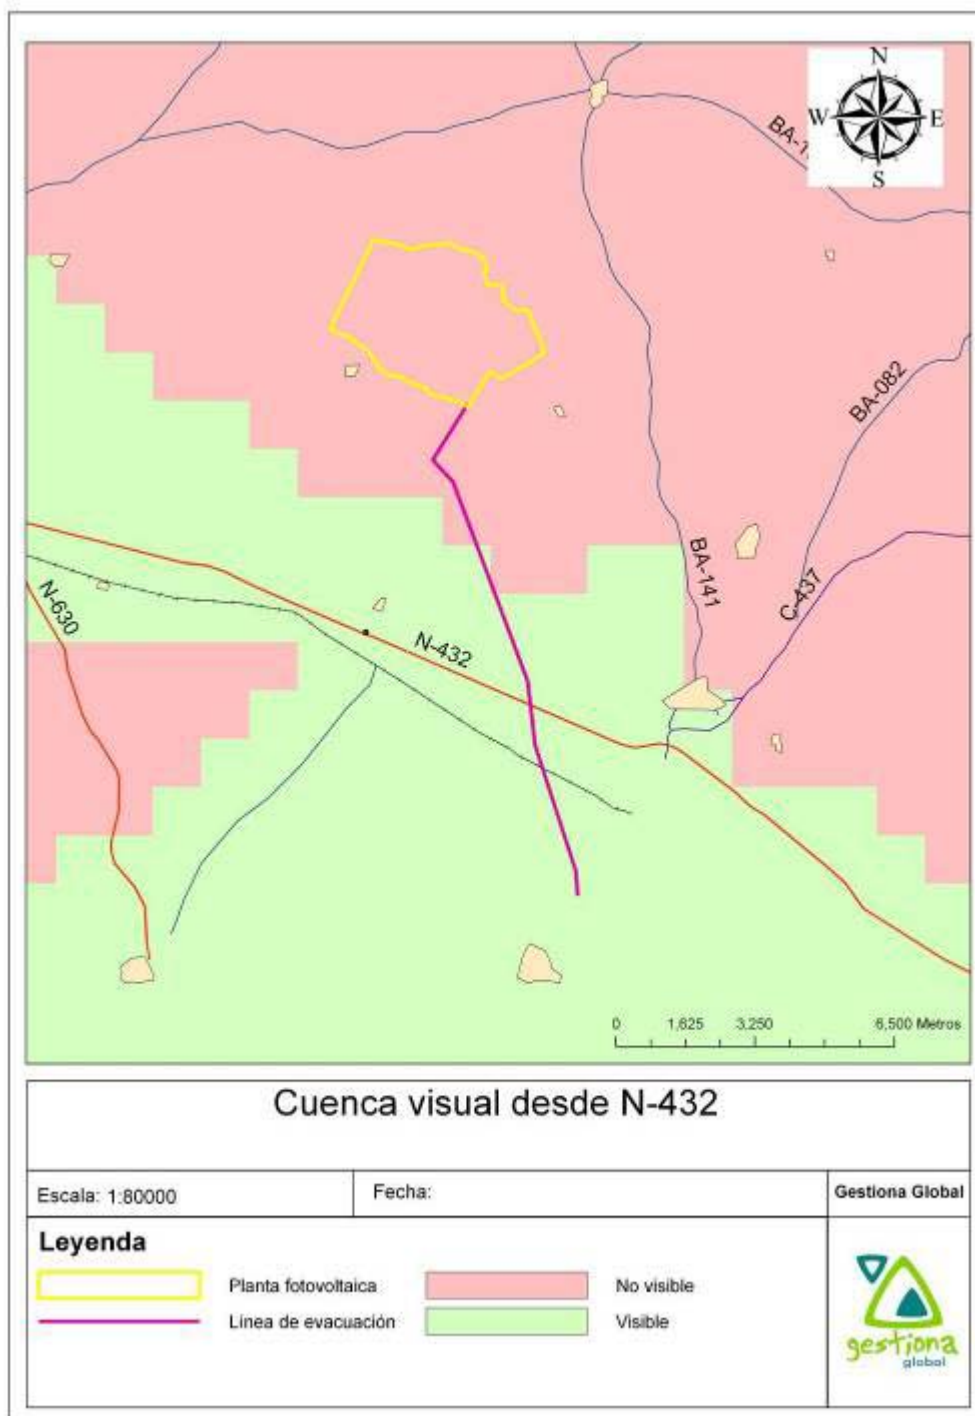 N
W E
S
BA-1
BA-082
BA-141
C-437
N-630
N-432
0 1,625 3,250 6,500 Metros
Cuenca visual desde N-432
Escala: 1:80000 Fecha: Gestiona Global
Leyenda
Planta fotovoltaica No visible
Línea de evacuación Visible
gestiona
global